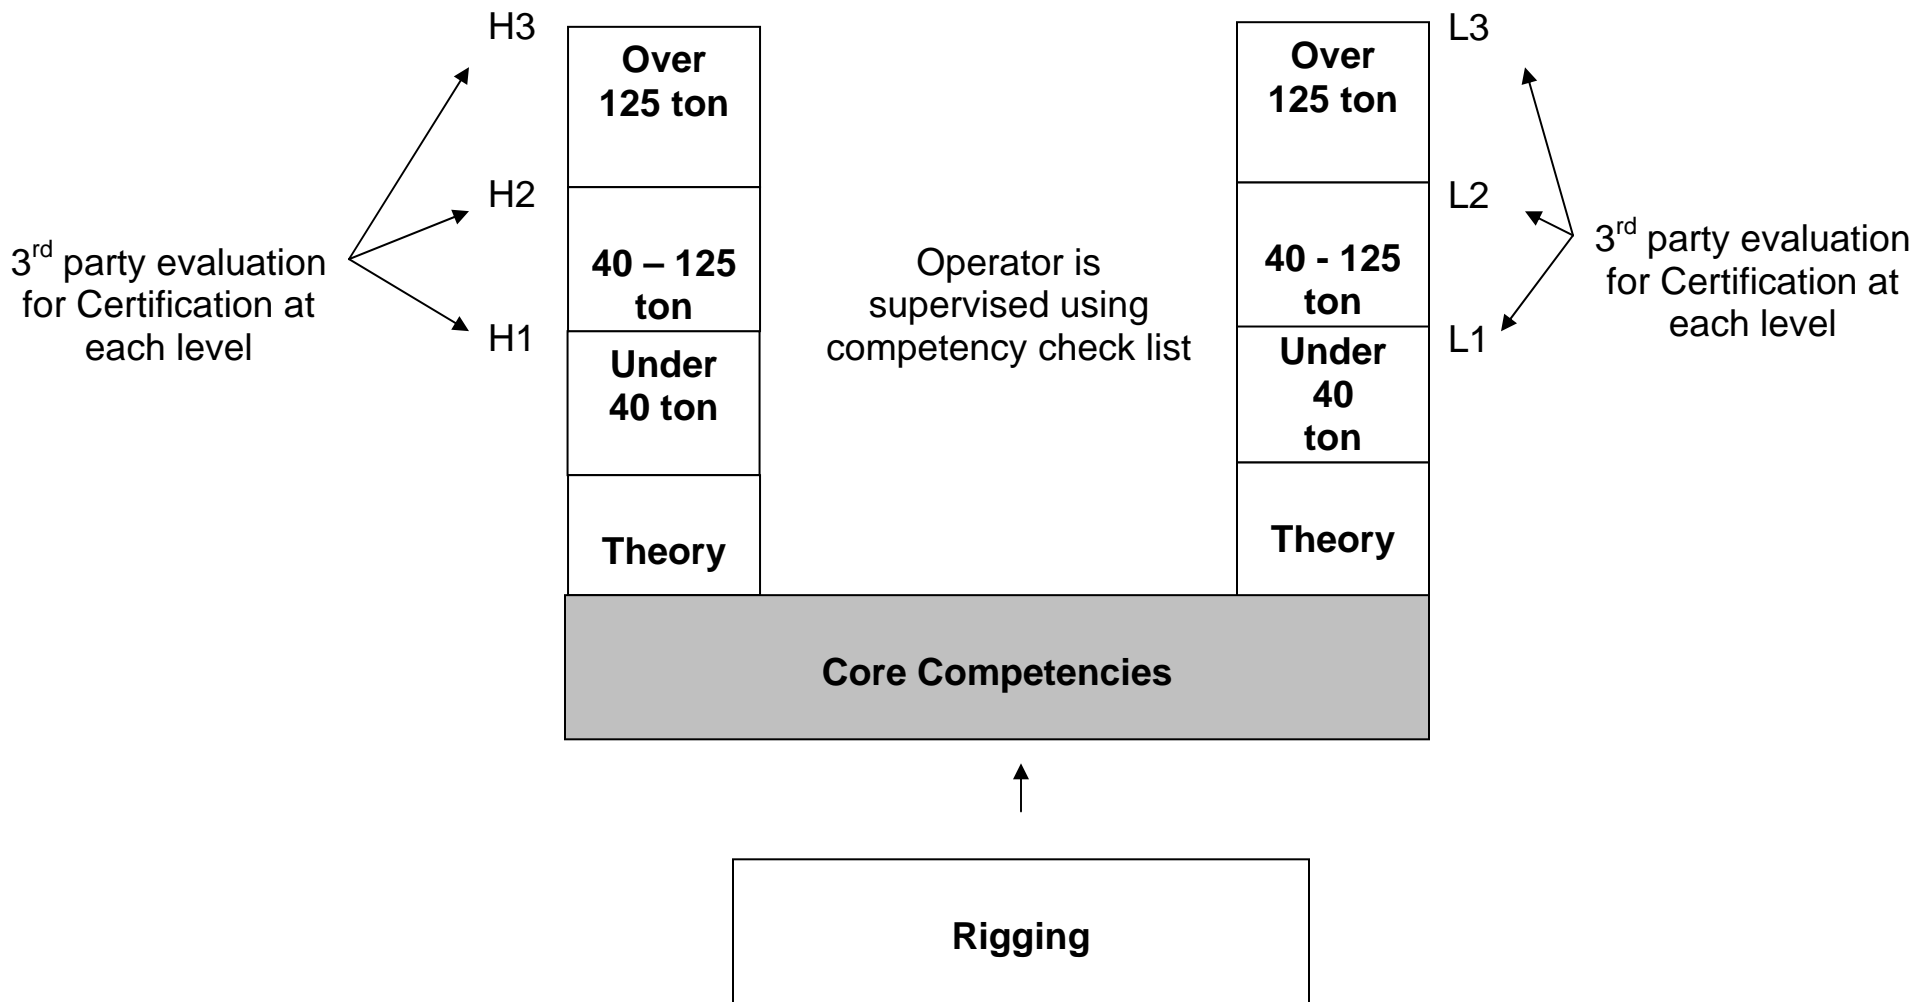 H3
Over
125 ton
H2
40 – 125
ton
H1
Under
40 ton
Theory
3rd party evaluation
for Certification at
each level
Operator is
supervised using
competency check list
Over
125 ton
L3
40 - 125
ton
L2
Under
40
ton
L1
Theory
3rd party evaluation
for Certification at
each level
Core Competencies
Rigging